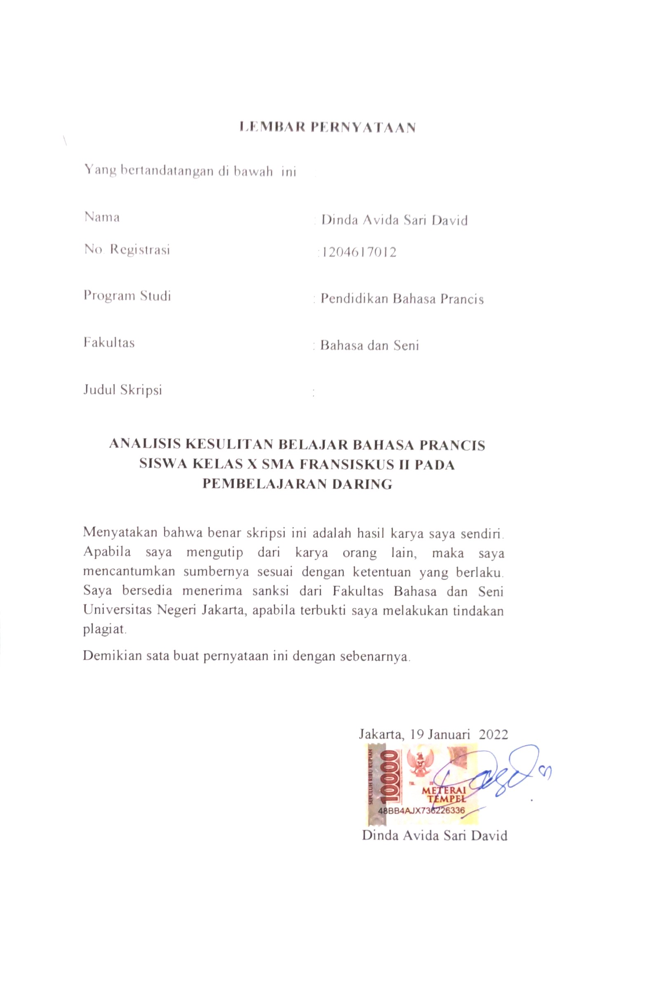 LEMBAR PERNYATAAN
Yang bertandatangan di bawah ini
Nama : Dinda Avida Sari David
No. Registrasi :1204617012
Program Studi : Pendidikan Bahasa Prancis
Fakultas : Bahasa dan Seni
Judul Skripsi :
ANALISIS KESULITAN BELAJAR BAHASA PRANCIS
SISWA KELAS X SMA FRANSISKUS II PADA
PEMBELAJARAN DARING
Menyatakan bahwa benar skripsi ini adalah hasil karya saya sendiri.
Apabila saya mengutip dari karya orang lain, maka saya
mencantumkan sumbernya sesuai dengan ketentuan yang berlaku.
Saya bersedia menerima sanksi dari Fakultas Bahasa dan Seni
Universitas Negeri Jakarta, apabila terbukti saya melakukan tindakan
plagiat.
Demikian sata buat pernyataan ini dengan sebenarnya.
Jakarta, 19 Januari 2022
SEPULUH RIBU RUPIAH
10000
TGL. 20
METERAI
TEMPEL
48BB4AJX736226336
Dinda Avida Sari David